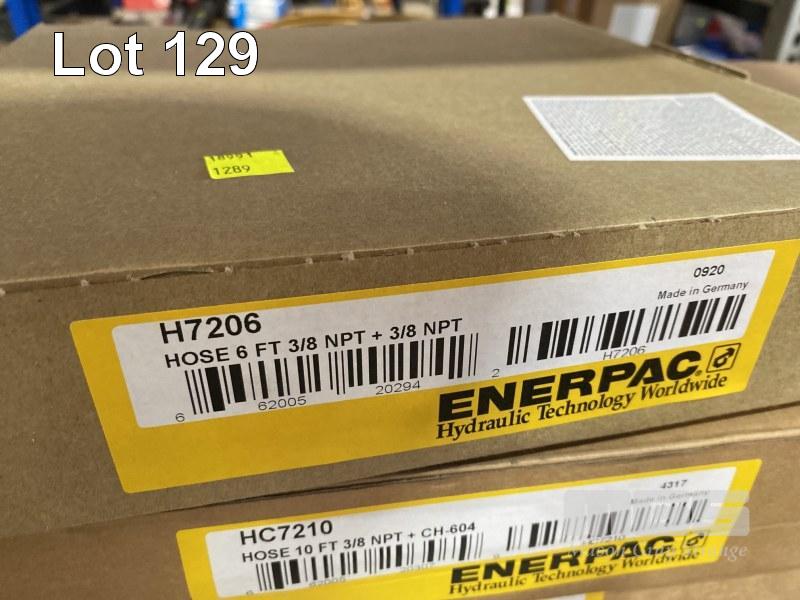 Lot 129
18991
1289
0920
Made in Germany
H7206
HOSE 6 FT 3/8 NPT + 3/8 NPT
6 62005 20294 2
H7206
ENERPAC
Hydraulic Technology Worldwide
4317
Made in Germany
HC7210
HOSE 10 FT 3/8 NPT + CH-604
ENERPAC
Hydraulic Technology Worldwide